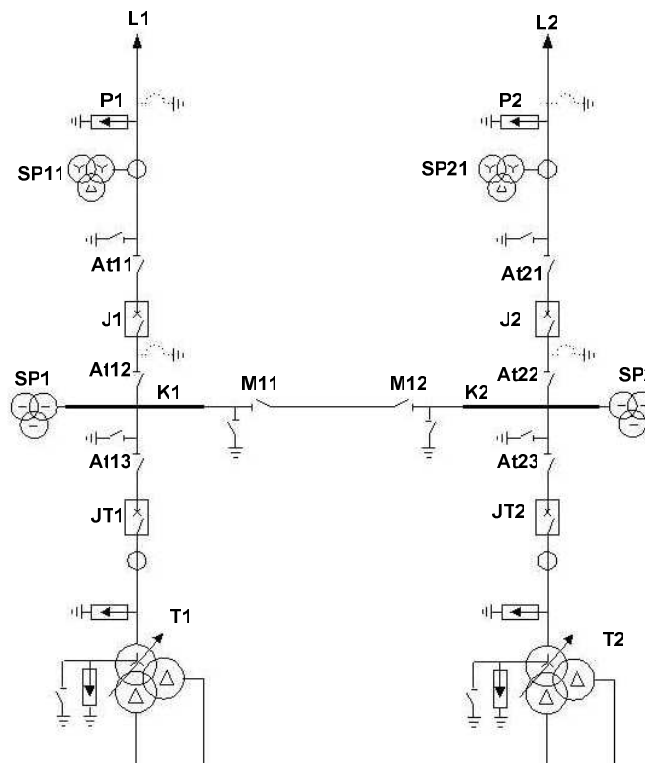 L1 L2
P1 P2
SP11 SP21
At11 At21
J1 J2
At12 At22
SP1 K1 M11 M12 K2
At13 At23
JT1 JT2
T1 T2